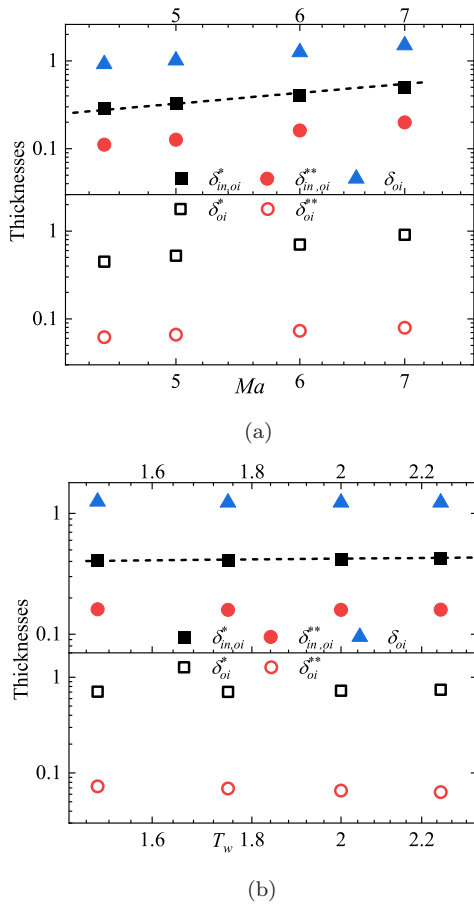 5 6 7
1
0.1
Thicknesses
■ δ*in,oi ● δ**in,oi ▲ δoi
□ δ*oi ○ δ**oi
1
0.1
5 6 7
Ma
(a)
1.6 1.8 2 2.2
1
0.1
Thicknesses
■ δ*in,oi ● δ**in,oi ▲ δoi
□ δ*oi ○ δ**oi
1
0.1
1.6 1.8 2 2.2
Tw
(b)